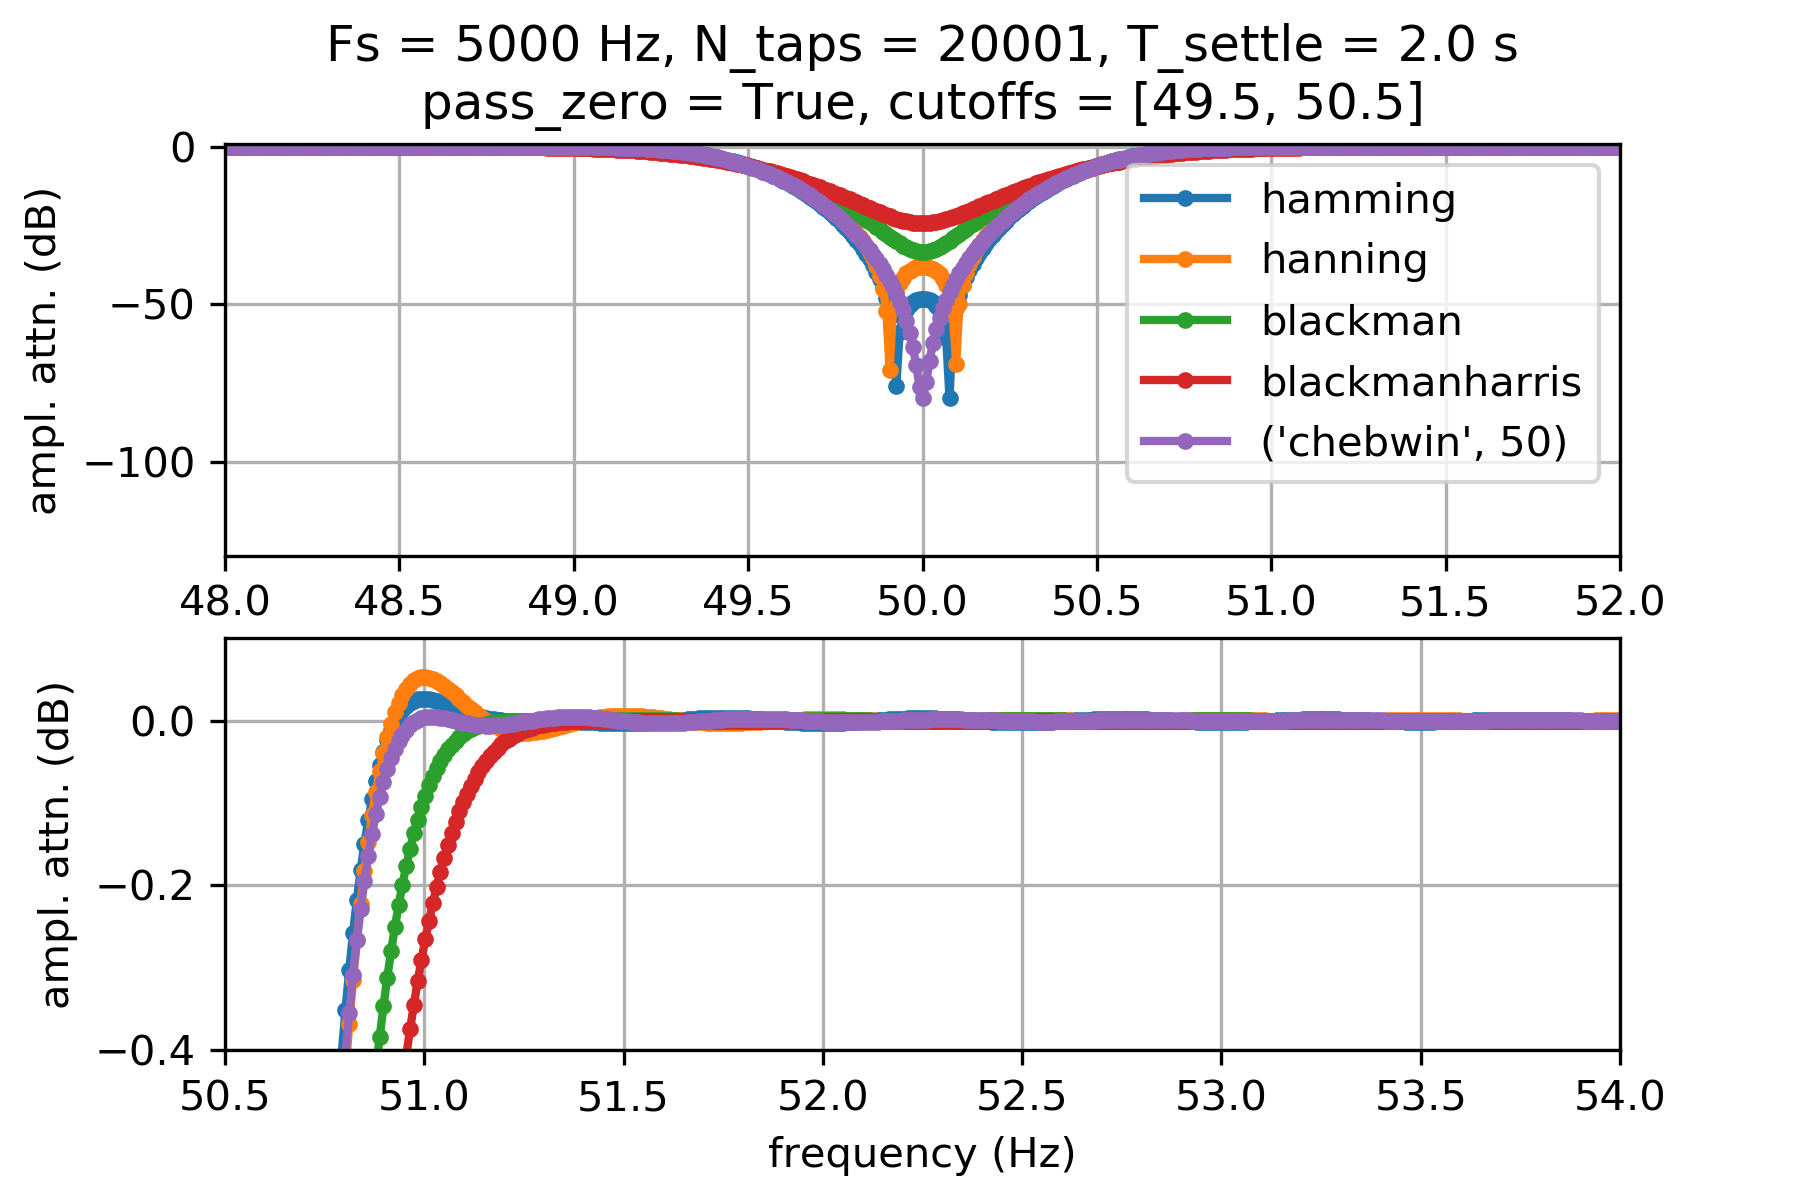 Fs = 5000 Hz, N_taps = 20001, T_settle = 2.0 s
pass_zero = True, cutoffs = [49.5, 50.5]
ampl. attn. (dB)
0
−50
−100
hamming
hanning
blackman
blackmanharris
('chebwin', 50)
48.0 48.5 49.0 49.5 50.0 50.5 51.0 51.5 52.0
ampl. attn. (dB)
0.0
−0.2
−0.4
50.5 51.0 51.5 52.0 52.5 53.0 53.5 54.0
frequency (Hz)